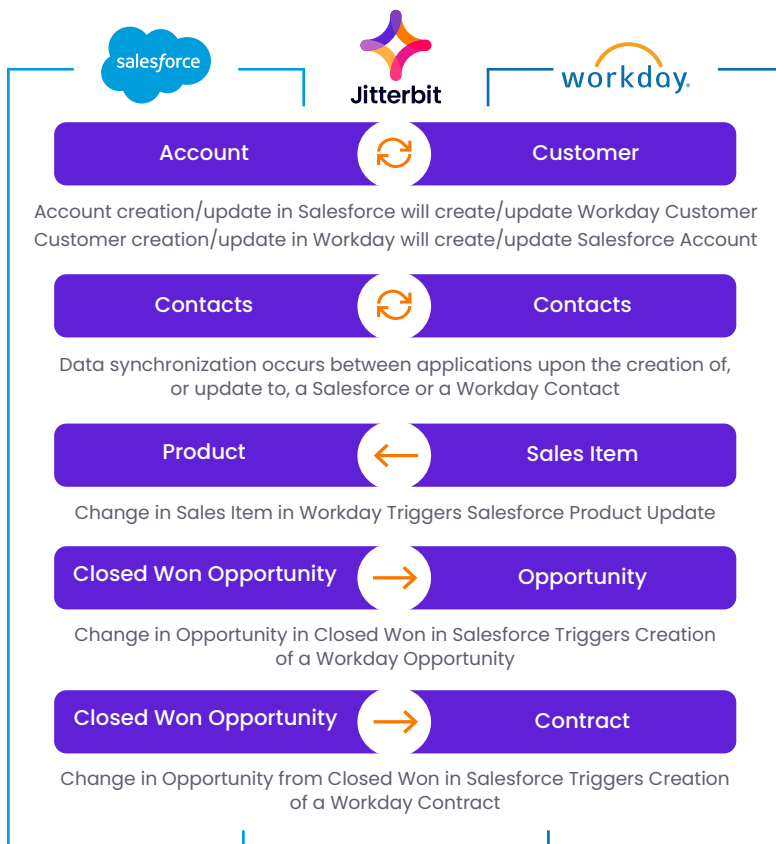 salesforce
Jitterbit
workday.
Account
Customer
Account creation/update in Salesforce will create/update Workday Customer
Customer creation/update in Workday will create/update Salesforce Account
Contacts
Contacts
Data synchronization occurs between applications upon the creation of,
or update to, a Salesforce or a Workday Contact
Product
Sales Item
Change in Sales Item in Workday Triggers Salesforce Product Update
Closed Won Opportunity
Opportunity
Change in Opportunity in Closed Won in Salesforce Triggers Creation
of a Workday Opportunity
Closed Won Opportunity
Contract
Change in Opportunity from Closed Won in Salesforce Triggers Creation
of a Workday Contract